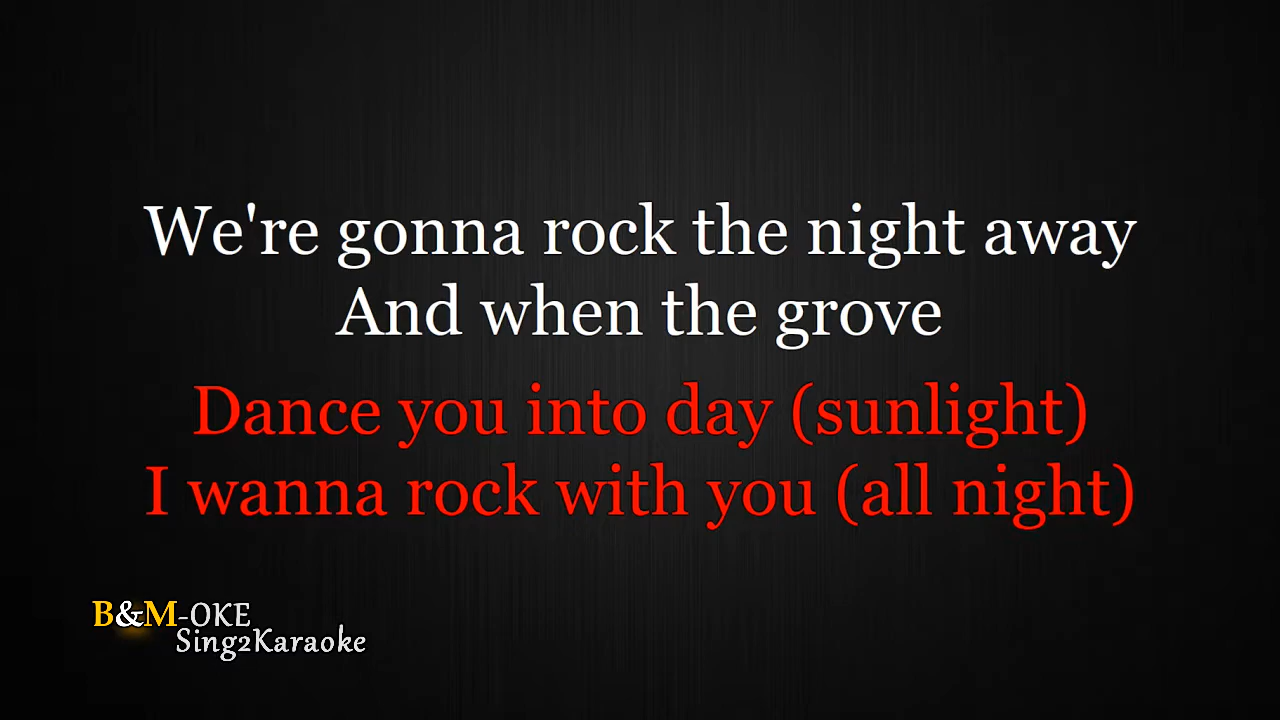 We're gonna rock the night away
And when the grove
Dance you into day (sunlight)
I wanna rock with you (all night)
B&M-OKE
Sing2Karaoke